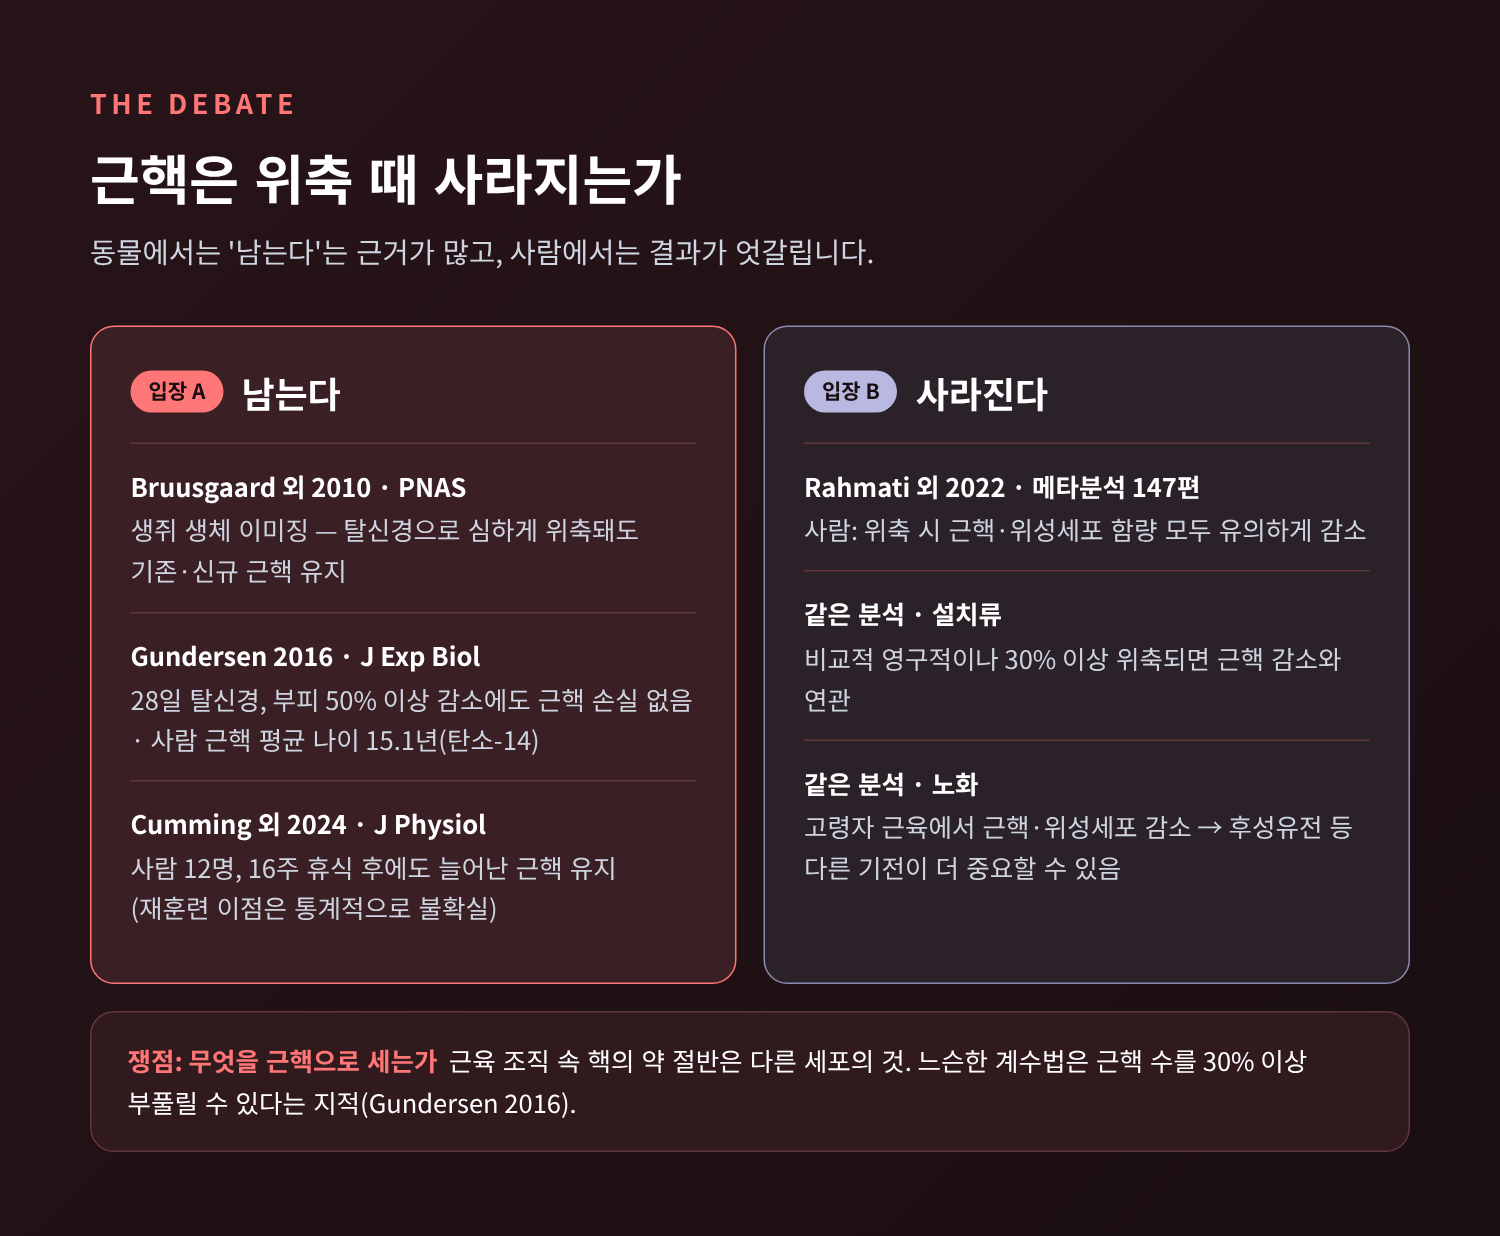 THE DEBATE
근핵은 위축 때 사라지는가
동물에서는 '남는다'는 근거가 많고, 사람에서는 결과가 엇갈립니다.
입장 A 남는다
Bruusgaard 외 2010 · PNAS
생쥐 생체 이미징 — 탈신경으로 심하게 위축돼도
기존·신규 근핵 유지
Gundersen 2016 · J Exp Biol
28일 탈신경, 부피 50% 이상 감소에도 근핵 손실 없음
· 사람 근핵 평균 나이 15.1년(탄소-14)
Cumming 외 2024 · J Physiol
사람 12명, 16주 휴식 후에도 늘어난 근핵 유지
(재훈련 이점은 통계적으로 불확실)
입장 B 사라진다
Rahmati 외 2022 · 메타분석 147편
사람: 위축 시 근핵·위성세포 함량 모두 유의하게 감소
같은 분석 · 설치류
비교적 영구적이나 30% 이상 위축되면 근핵 감소와
연관
같은 분석 · 노화
고령자 근육에서 근핵·위성세포 감소 → 후성유전 등
다른 기전이 더 중요할 수 있음
쟁점: 무엇을 근핵으로 세는가 근육 조직 속 핵의 약 절반은 다른 세포의 것. 느슨한 계수법은 근핵 수를 30% 이상
부풀릴 수 있다는 지적(Gundersen 2016).